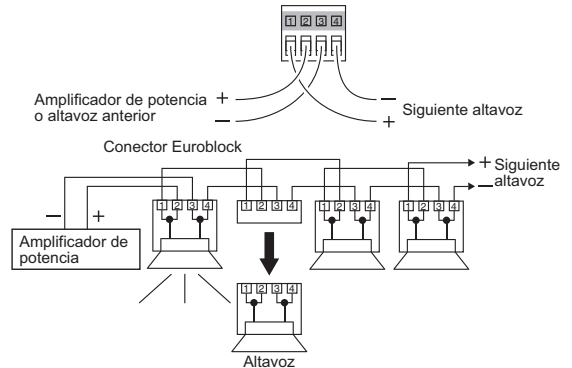 1 2 3 4
Amplificador de potencia +
o altavoz anterior –
– Siguiente altavoz
+
Conector Euroblock
+ Siguiente
– altavoz
– +
1 2 3 4
1 2 3 4
1 2 3 4
1 2 3 4
Amplificador de
potencia
1 2 3 4
Altavoz